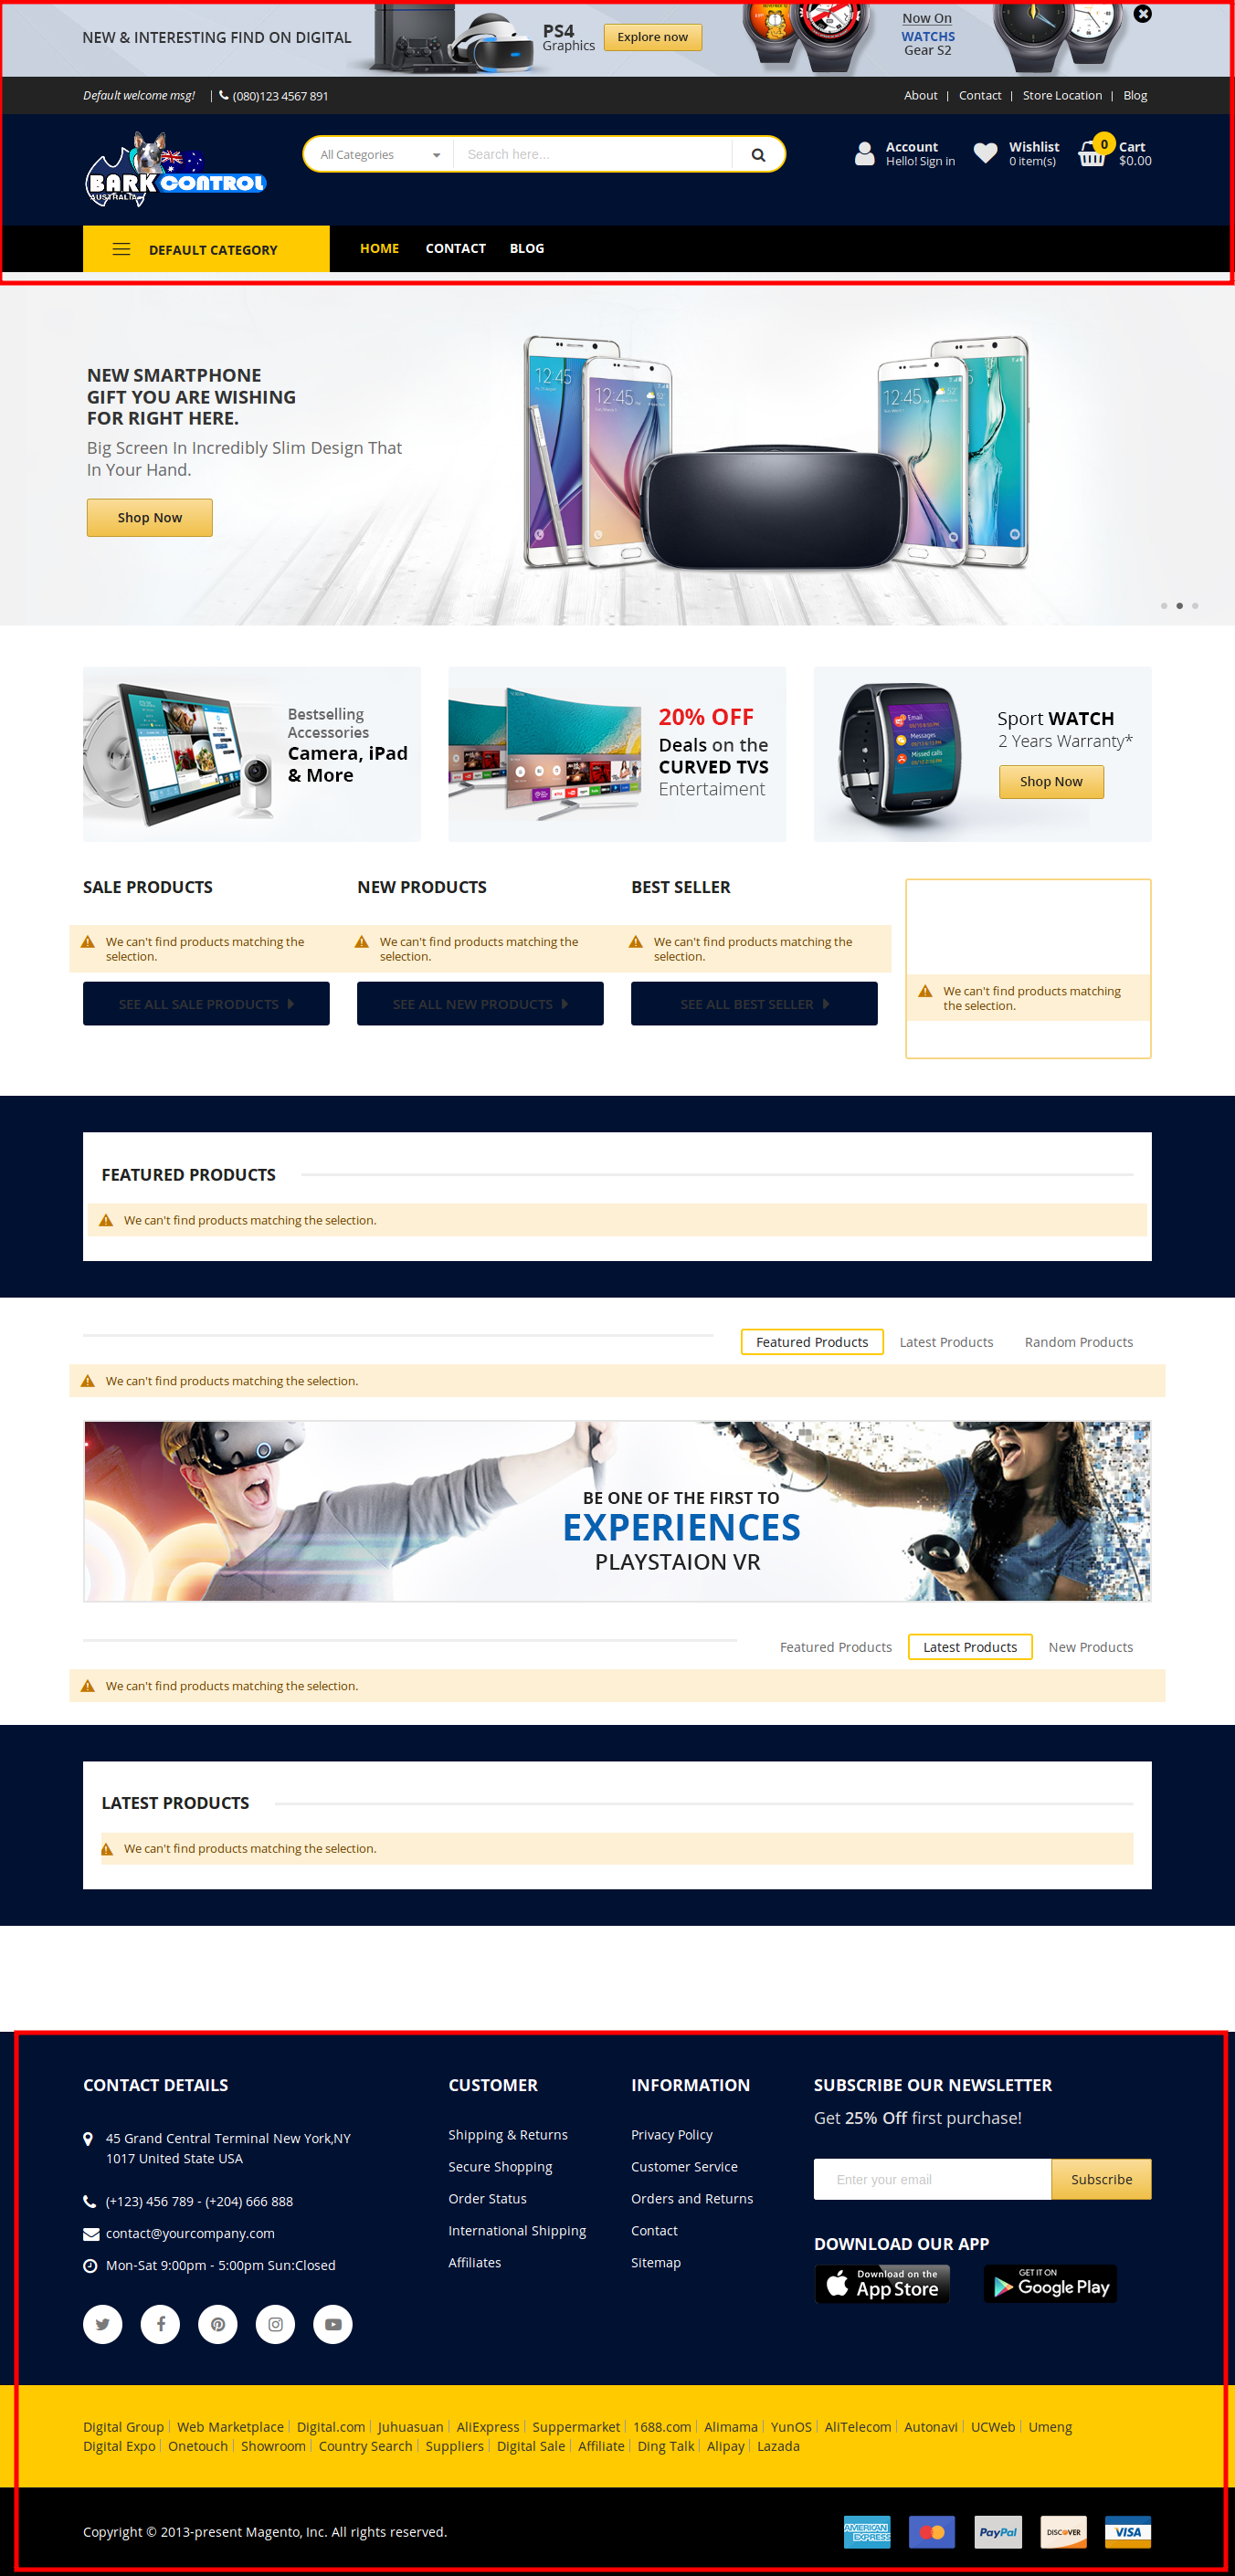 NEW & INTERESTING FIND ON DIGITAL
PS4
Graphics
Explore now
Now On
WATCHS
Gear S2
Default welcome msg!
(080)123 4567 891
About | Contact | Store Location | Blog
BARK CONTROL
AUSTRALIA
All Categories
Search here...
Account
Hello! Sign in
Wishlist
0 item(s)
0
Cart
$0.00
DEFAULT CATEGORY
HOME
CONTACT
BLOG
NEW SMARTPHONE
GIFT YOU ARE WISHING
FOR RIGHT HERE.
Big Screen In Incredibly Slim Design That
In Your Hand.
Shop Now
12:45
12:45
12:45
12:45
Bestselling
Accessories
Camera, iPad
& More
20% OFF
Deals on the
CURVED TVS
Entertaiment
Email
Messages
Missed calls
Sport WATCH
2 Years Warranty*
Shop Now
SALE PRODUCTS
We can't find products matching the
selection.
SEE ALL SALE PRODUCTS
NEW PRODUCTS
We can't find products matching the
selection.
SEE ALL NEW PRODUCTS
BEST SELLER
We can't find products matching the
selection.
SEE ALL BEST SELLER
We can't find products matching
the selection.
FEATURED PRODUCTS
We can't find products matching the selection.
Featured Products
Latest Products
Random Products
We can't find products matching the selection.
BE ONE OF THE FIRST TO
EXPERIENCES
PLAYSTAION VR
Featured Products
Latest Products
New Products
We can't find products matching the selection.
LATEST PRODUCTS
We can't find products matching the selection.
CONTACT DETAILS
45 Grand Central Terminal New York,NY
1017 United State USA
(+123) 456 789 - (+204) 666 888
contact@yourcompany.com
Mon-Sat 9:00pm - 5:00pm Sun:Closed
CUSTOMER
Shipping & Returns
Secure Shopping
Order Status
International Shipping
Affiliates
INFORMATION
Privacy Policy
Customer Service
Orders and Returns
Contact
Sitemap
SUBSCRIBE OUR NEWSLETTER
Get 25% Off first purchase!
Enter your email
Subscribe
DOWNLOAD OUR APP
Download on the
App Store
GET IT ON
Google Play
Digital Group | Web Marketplace | Digital.com | Juhuasuan | AliExpress | Suppermarket | 1688.com | Alimama | YunOS | AliTelecom | Autonavi | UCWeb | Umeng
Digital Expo | Onetouch | Showroom | Country Search | Suppliers | Digital Sale | Affiliate | Ding Talk | Alipay | Lazada
Copyright © 2013-present Magento, Inc. All rights reserved.
AMERICAN EXPRESS
PayPal
DISCOVER
VISA